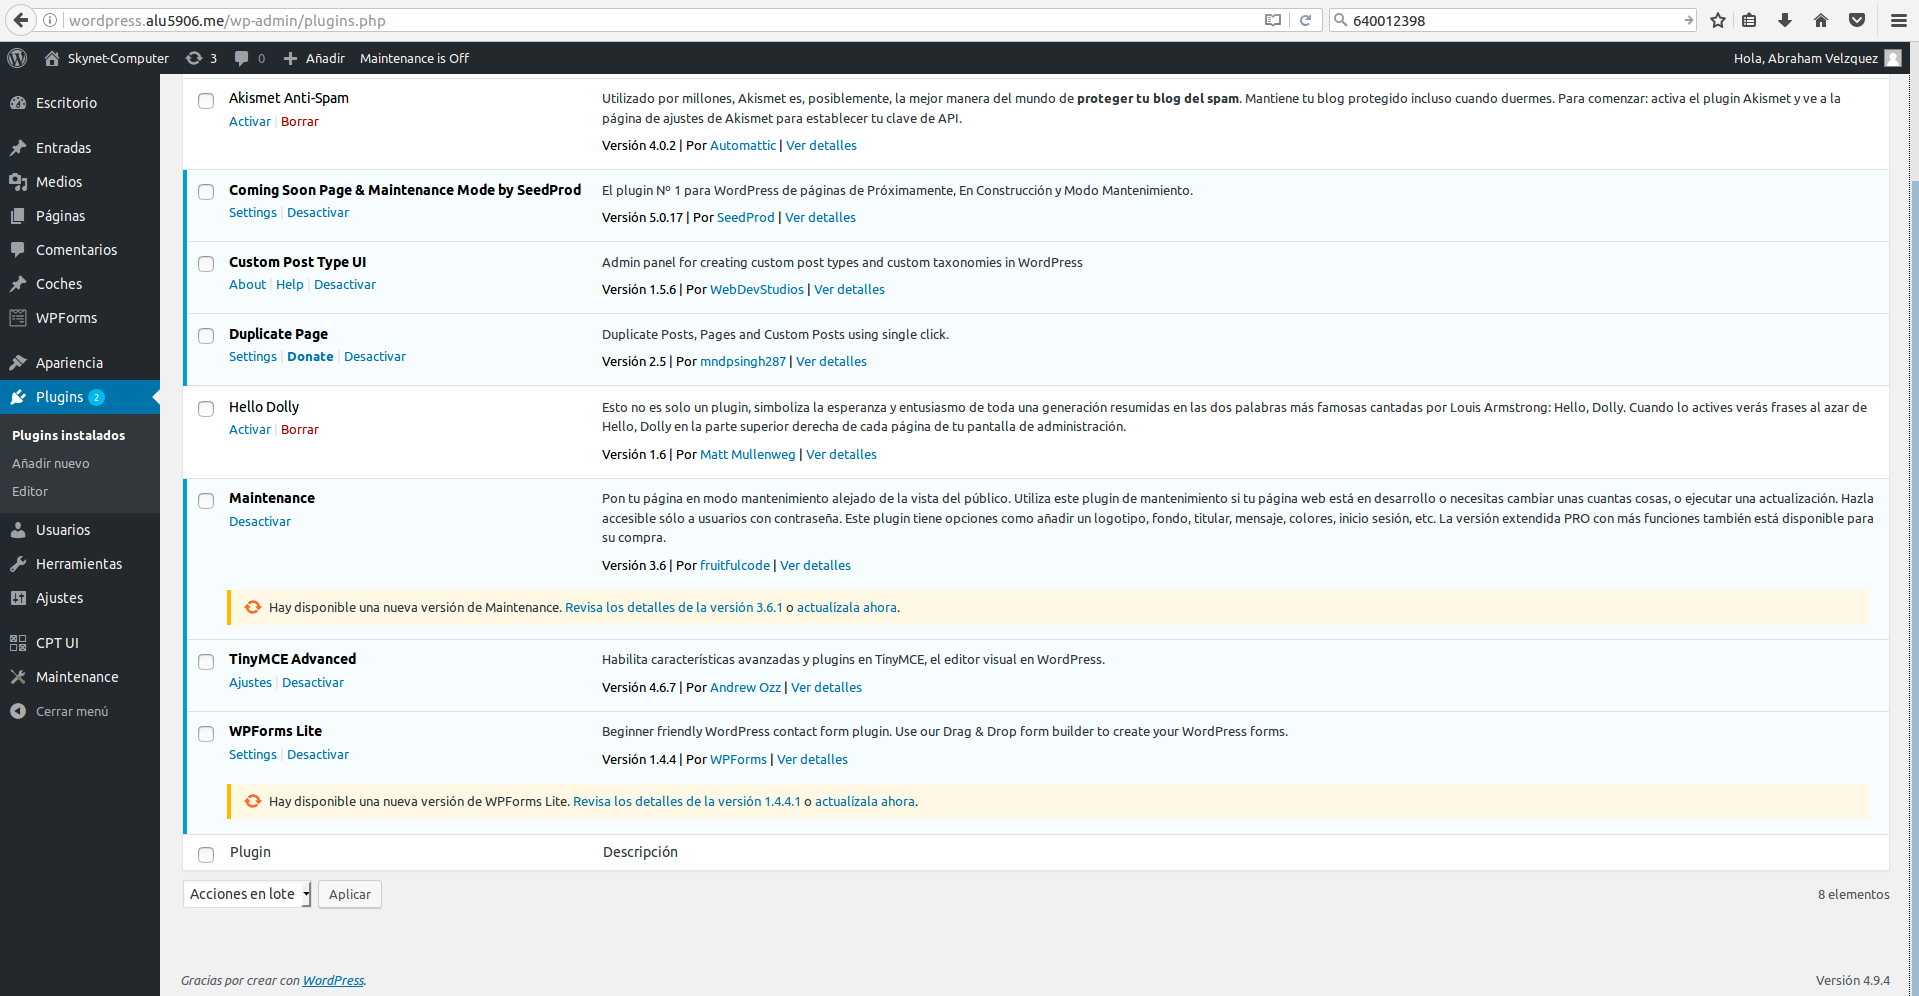 wordpress.alu5906.me/wp-admin/plugins.php
640012398
Skynet-Computer 3 0 Añadir Maintenance is Off
Hola, Abraham Velzquez
Escritorio
Entradas
Medios
Páginas
Comentarios
Coches
WPForms
Apariencia
Plugins 2
Plugins instalados
Añadir nuevo
Editor
Usuarios
Herramientas
Ajustes
CPT UI
Maintenance
Cerrar menú
Akismet Anti-Spam
Activar | Borrar
Utilizado por millones, Akismet es, posiblemente, la mejor manera del mundo de proteger tu blog del spam. Mantiene tu blog protegido incluso cuando duermes. Para comenzar: activa el plugin Akismet y ve a la
página de ajustes de Akismet para establecer tu clave de API.
Versión 4.0.2 | Por Automattic | Ver detalles
Coming Soon Page & Maintenance Mode by SeedProd
Settings | Desactivar
El plugin Nº 1 para WordPress de páginas de Próximamente, En Construcción y Modo Mantenimiento.
Versión 5.0.17 | Por SeedProd | Ver detalles
Custom Post Type UI
About | Help | Desactivar
Admin panel for creating custom post types and custom taxonomies in WordPress
Versión 1.5.6 | Por WebDevStudios | Ver detalles
Duplicate Page
Settings | Donate | Desactivar
Duplicate Posts, Pages and Custom Posts using single click.
Versión 2.5 | Por mndpsingh287 | Ver detalles
Hello Dolly
Activar | Borrar
Esto no es solo un plugin, simboliza la esperanza y entusiasmo de toda una generación resumidas en las dos palabras más famosas cantadas por Louis Armstrong: Hello, Dolly. Cuando lo actives verás frases al azar de
Hello, Dolly en la parte superior derecha de cada página de tu pantalla de administración.
Versión 1.6 | Por Matt Mullenweg | Ver detalles
Maintenance
Desactivar
Pon tu página en modo mantenimiento alejado de la vista del público. Utiliza este plugin de mantenimiento si tu página web está en desarrollo o necesitas cambiar unas cuantas cosas, o ejecutar una actualización. Hazla
accesible sólo a usuarios con contraseña. Este plugin tiene opciones como añadir un logotipo, fondo, titular, mensaje, colores, inicio sesión, etc. La versión extendida PRO con más funciones también está disponible para
su compra.
Versión 3.6 | Por fruitfulcode | Ver detalles
Hay disponible una nueva versión de Maintenance. Revisa los detalles de la versión 3.6.1 o actualízala ahora.
TinyMCE Advanced
Ajustes | Desactivar
Habilita características avanzadas y plugins en TinyMCE, el editor visual en WordPress.
Versión 4.6.7 | Por Andrew Ozz | Ver detalles
WPForms Lite
Settings | Desactivar
Beginner friendly WordPress contact form plugin. Use our Drag & Drop form builder to create your WordPress forms.
Versión 1.4.4 | Por WPForms | Ver detalles
Hay disponible una nueva versión de WPForms Lite. Revisa los detalles de la versión 1.4.4.1 o actualízala ahora.
Plugin Descripción
Acciones en lote Aplicar
8 elementos
Gracias por crear con WordPress.
Versión 4.9.4